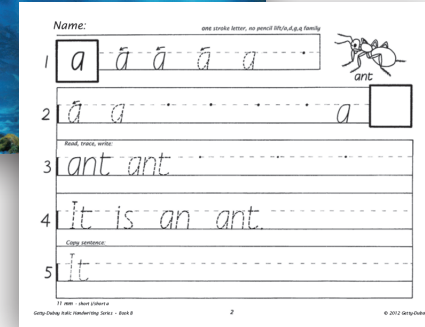 Name:
one stroke letter, no pencil lift/a,d,g,q family
1 a a a a a
ant
2 a a a
Read, trace, write:
3 ant ant
4 It is an ant.
Copy sentence:
5 It
11 mm - short i/short a
Getty-Dubay Italic Handwriting Series – Book B 2 © 2012 Getty-Dubay